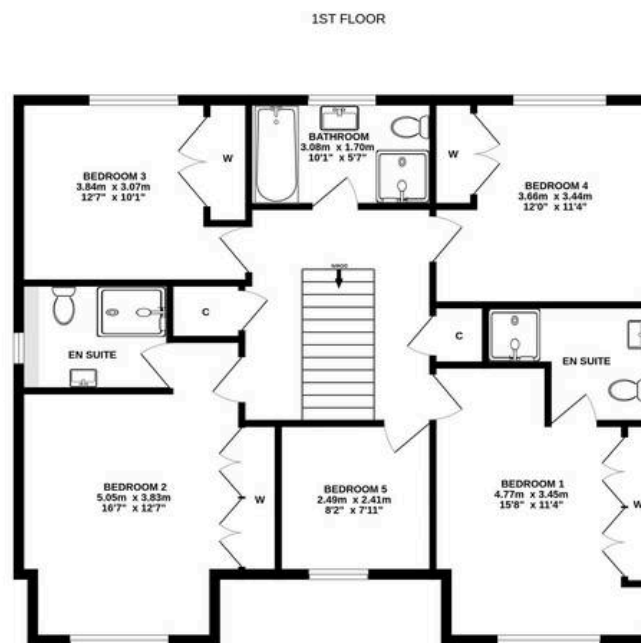 1ST FLOOR
BATHROOM
3.08m x 1.70m
10'1" x 5'7"
W
W
BEDROOM 3
3.84m x 3.07m
12'7" x 10'1"
BEDROOM 4
3.66m x 3.44m
12'0" x 11'4"
DOWN
C
C
EN SUITE
EN SUITE
BEDROOM 2
5.05m x 3.83m
16'7" x 12'7"
W
BEDROOM 5
2.49m x 2.41m
8'2" x 7'11"
BEDROOM 1
4.77m x 3.45m
15'8" x 11'4"
W